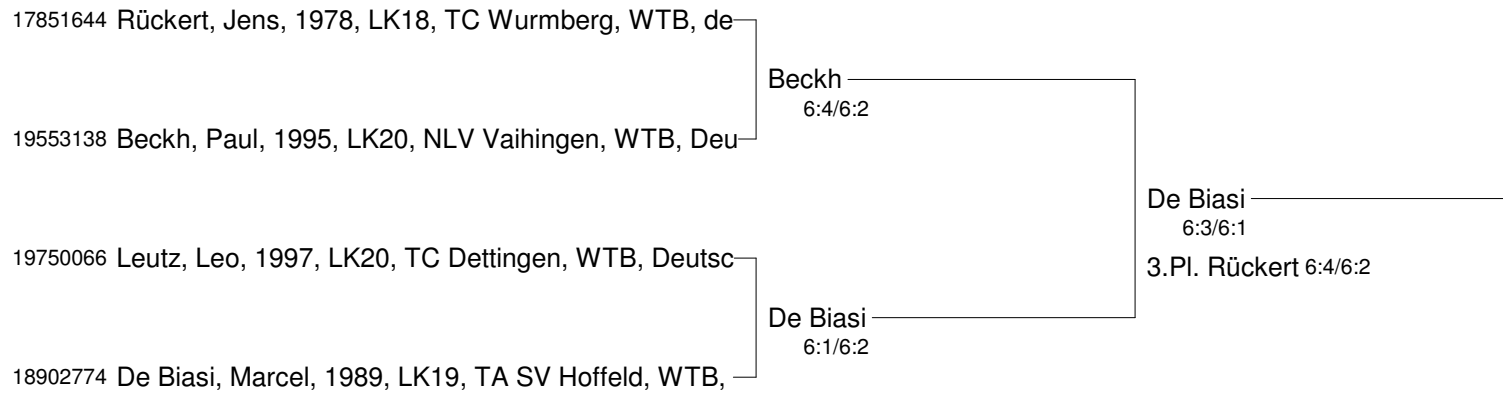 17851644 Rückert, Jens, 1978, LK18, TC Wurmberg, WTB, de
Beckh
6:4/6:2
19553138 Beckh, Paul, 1995, LK20, NLV Vaihingen, WTB, Deu
De Biasi
6:3/6:1
19750066 Leutz, Leo, 1997, LK20, TC Dettingen, WTB, Deutsc
3.Pl. Rückert 6:4/6:2
De Biasi
6:1/6:2
18902774 De Biasi, Marcel, 1989, LK19, TA SV Hoffeld, WTB,